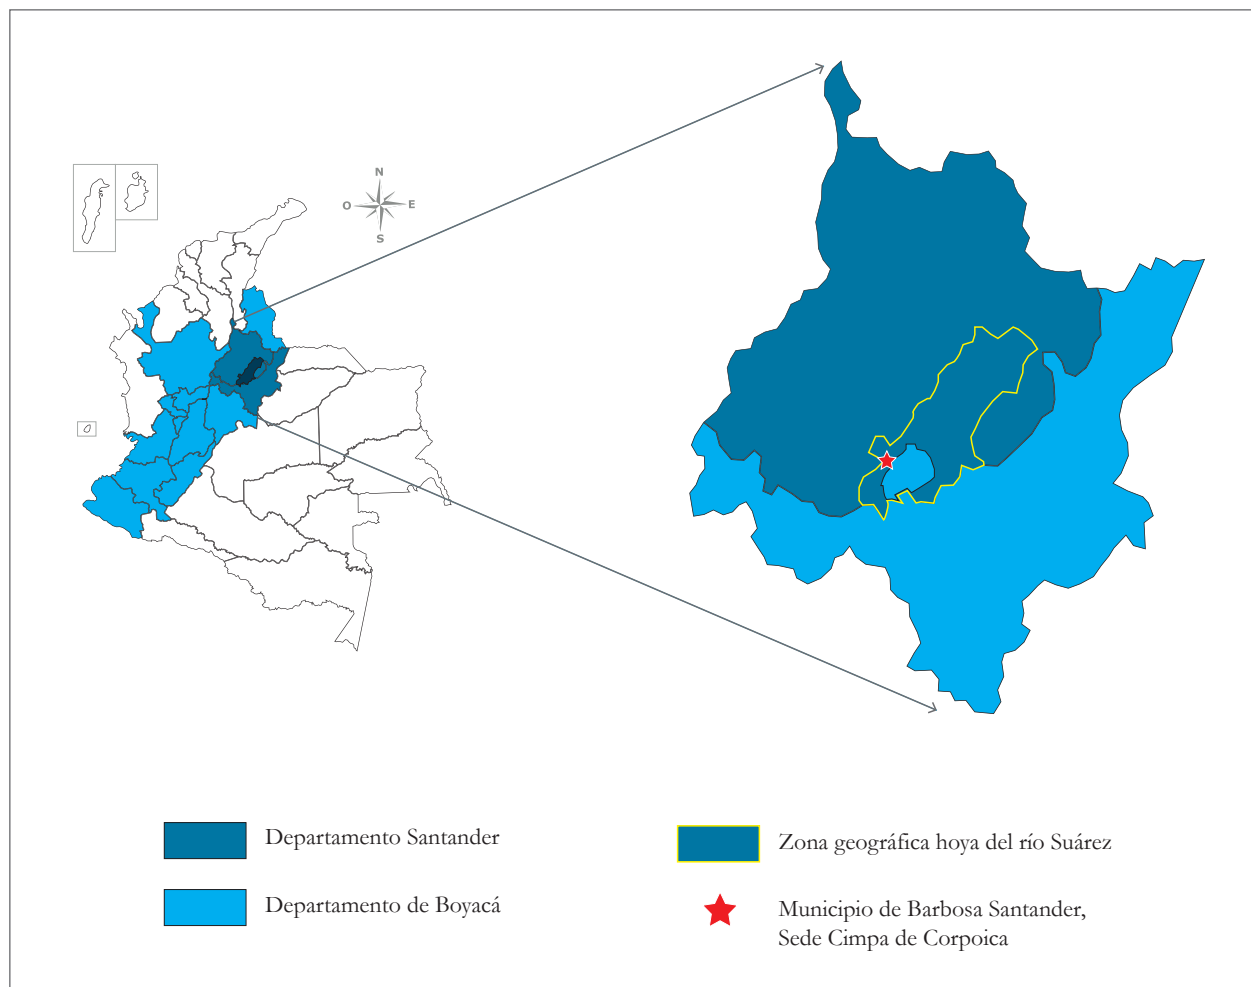 N
O
E
S
Departamento Santander
Departamento de Boyacá
Zona geográfica hoya del río Suárez
Municipio de Barbosa Santander,
Sede Cimpa de Corpoica